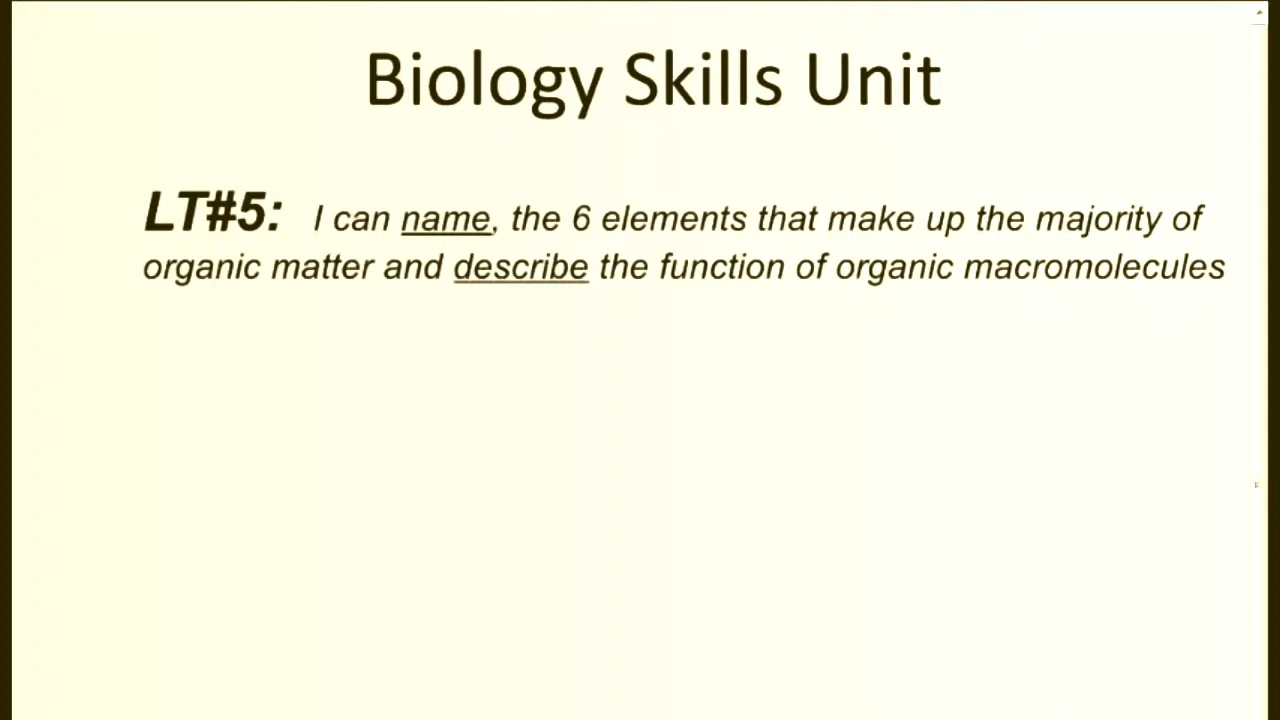 Biology Skills Unit
LT#5: I can name, the 6 elements that make up the majority of
organic matter and describe the function of organic macromolecules